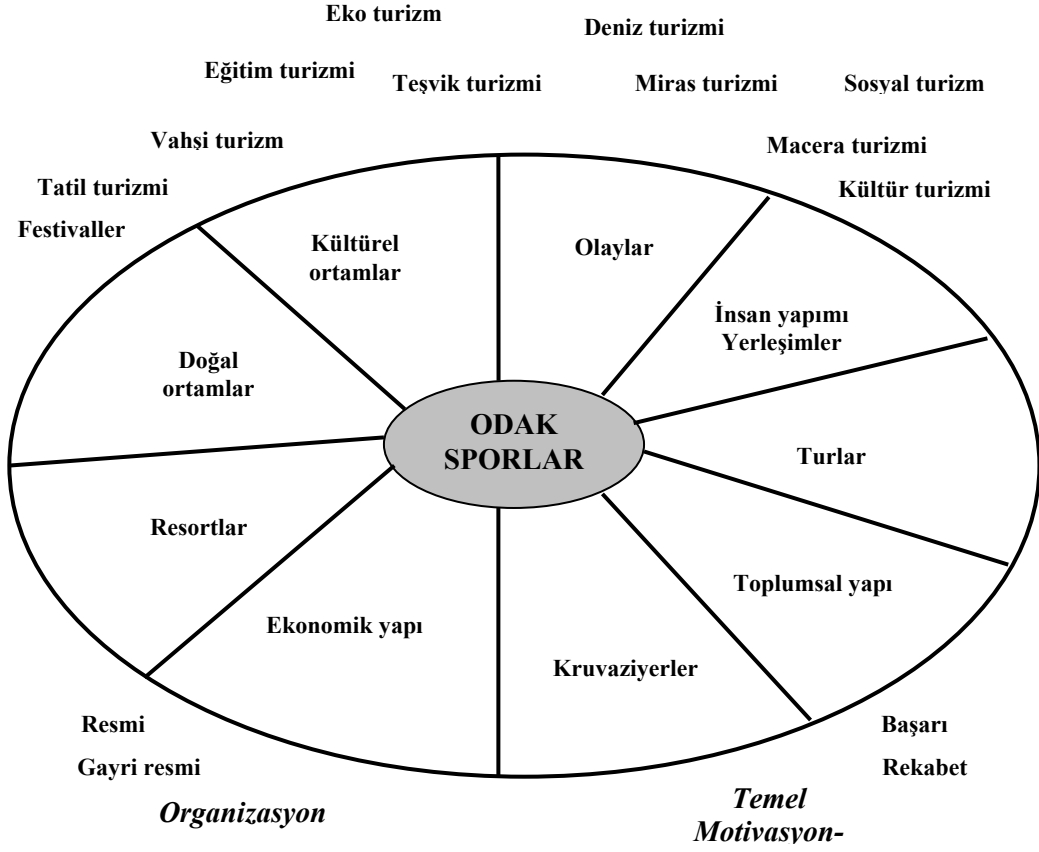 Eko turizm
Deniz turizmi
Eğitim turizmi
Teşvik turizmi
Miras turizmi
Sosyal turizm
Vahşi turizm
Macera turizmi
Tatil turizmi
Kültür turizmi
Festivaller
Kültürel
ortamlar
Olaylar
İnsan yapımı
Yerleşimler
Doğal
ortamlar
ODAK
SPORLAR
Turlar
Resortlar
Toplumsal yapı
Ekonomik yapı
Kruvaziyerler
Resmi
Gayri resmi
Organizasyon
Başarı
Rekabet
Temel
Motivasyon-